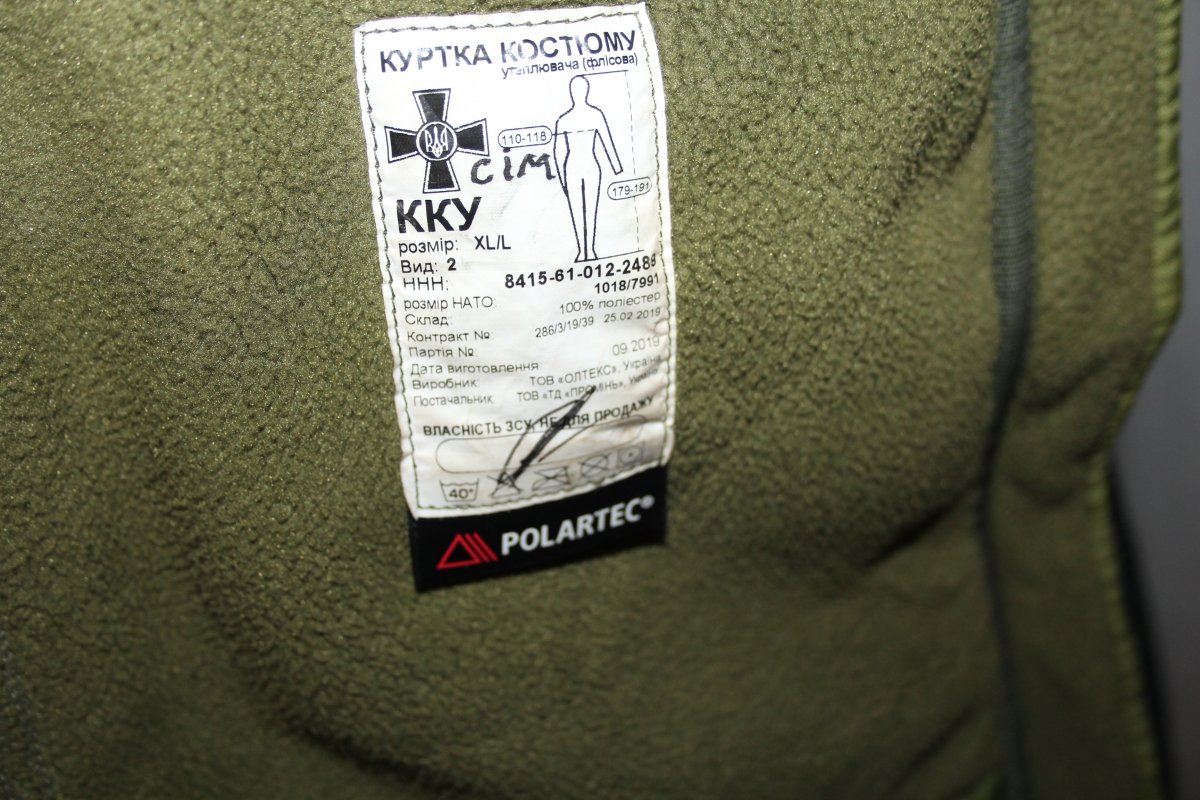 КУРТКА КОСТЮМУ
утеплювача (флісова)
110-118
сім
179-191
ККУ
розмір: XL/L
Вид: 2
ННН: 8415-61-012-2489
розмір НАТО: 1018/7991
Склад: 100% поліестер
Контракт №: 286/3/19/39 25.02.2019
Партія №:
Дата виготовлення 09.2019
Виробник: ТОВ «ОЛТЕКС», Україна
Постачальник: ТОВ «ТД «ПРОМІНЬ», Україна
ВЛАСНІСТЬ ЗСУ, НЕ ДЛЯ ПРОДАЖУ
40°
POLARTEC®